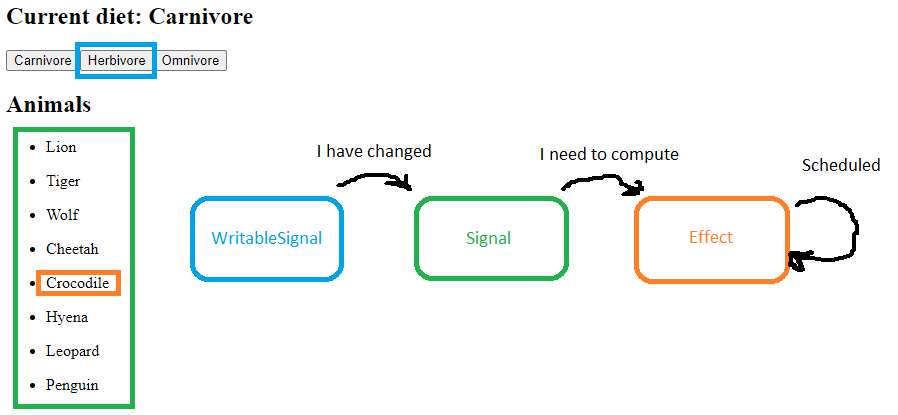 Current diet: Carnivore
Carnivore Herbivore Omnivore
Animals
Lion
Tiger
Wolf
Cheetah
Crocodile
Hyena
Leopard
Penguin
I have changed
I need to compute
Scheduled
WritableSignal
Signal
Effect